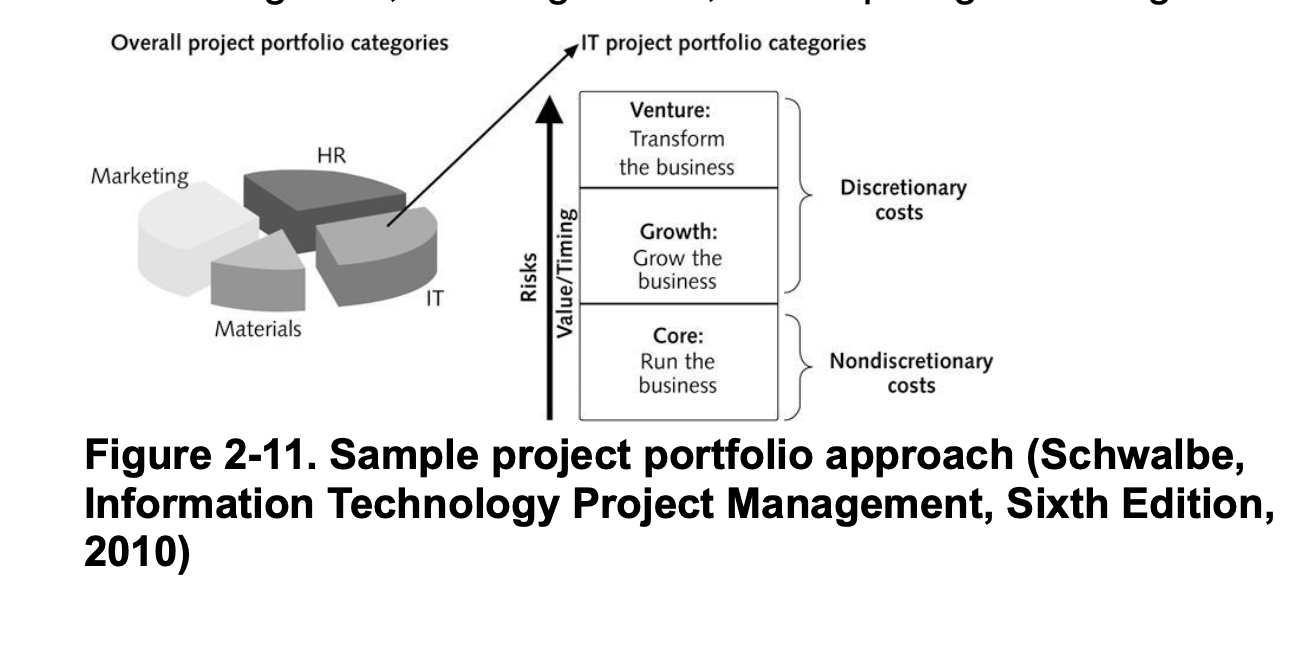 Overall project portfolio categories
IT project portfolio categories
Marketing
HR
Materials
IT
Risks
Value/Timing
Venture:
Transform
the business
Growth:
Grow the
business
Core:
Run the
business
Discretionary
costs
Nondiscretionary
costs
Figure 2-11. Sample project portfolio approach (Schwalbe,
Information Technology Project Management, Sixth Edition,
2010)